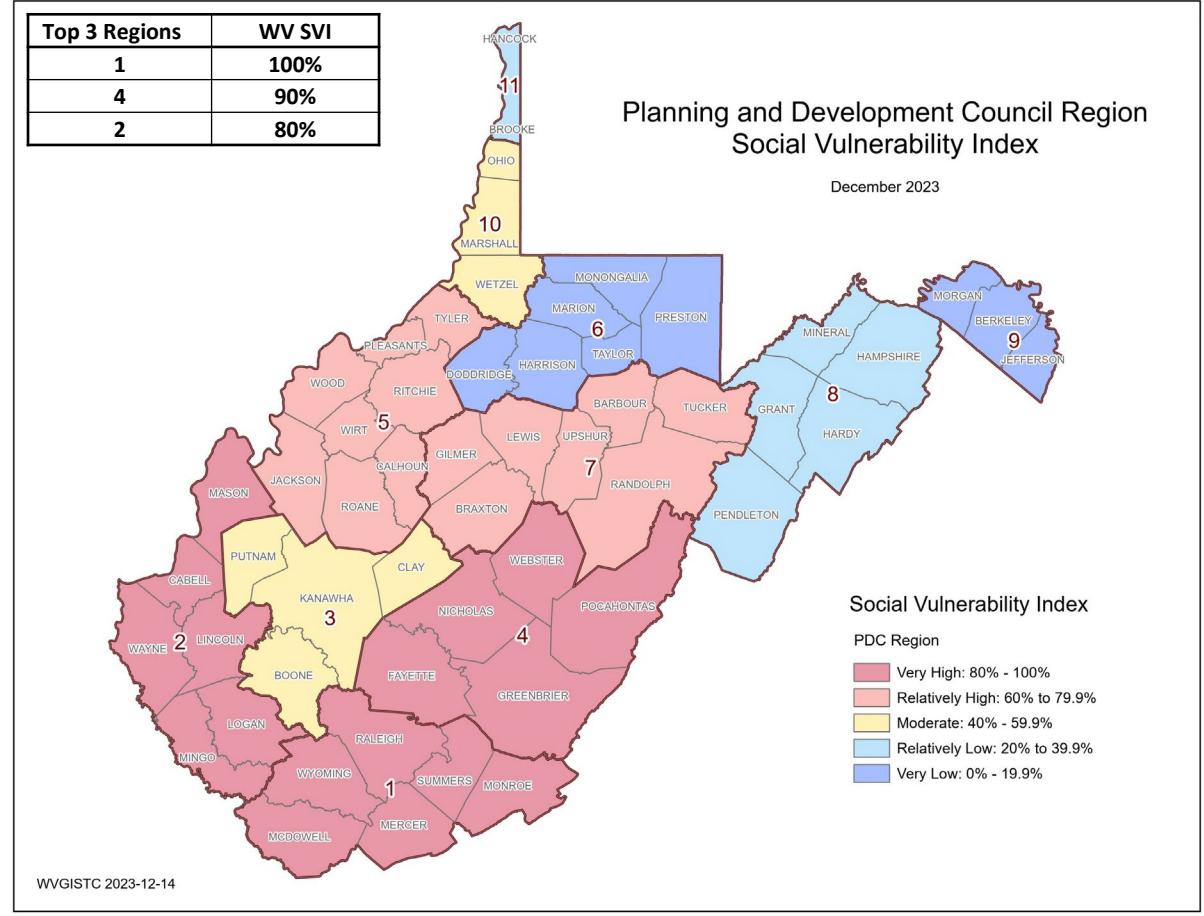 Top 3 Regions WV SVI
1 100%
4 90%
2 80%
Planning and Development Council Region
Social Vulnerability Index
December 2023
HANCOCK
11
BROOKE
OHIO
10
MARSHALL
WETZEL
MONONGALIA
MARION
PRESTON
6
TAYLOR
HARRISON
DODDRIDGE
MORGAN
BERKELEY
9
JEFFERSON
MINERAL
HAMPSHIRE
8
GRANT
HARDY
PENDLETON
TYLER
PLEASANTS
WOOD
RITCHIE
5
WIRT
CALHOUN
JACKSON
ROANE
BARBOUR
TUCKER
LEWIS
UPSHUR
GILMER
7
RANDOLPH
BRAXTON
MASON
PUTNAM
CLAY
KANAWHA
3
BOONE
CABELL
WAYNE
2
LINCOLN
LOGAN
MINGO
WEBSTER
POCAHONTAS
NICHOLAS
4
FAYETTE
GREENBRIER
RALEIGH
WYOMING
SUMMERS
MONROE
1
MERCER
MCDOWELL
Social Vulnerability Index
PDC Region
Very High: 80% - 100%
Relatively High: 60% to 79.9%
Moderate: 40% - 59.9%
Relatively Low: 20% to 39.9%
Very Low: 0% - 19.9%
WVGISTC 2023-12-14